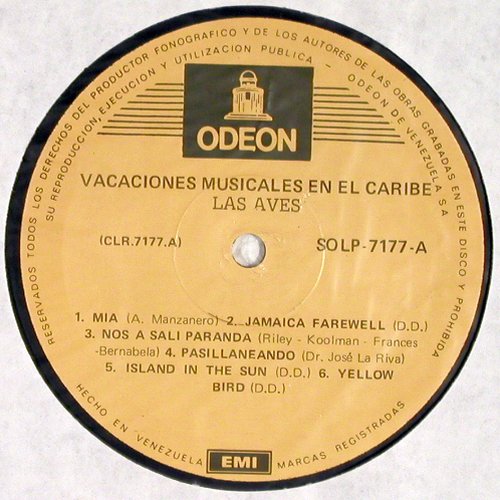 RESERVADOS TODOS LOS DERECHOS DEL PRODUCTOR FONOGRAFICO Y DE LOS AUTORES DE LAS OBRAS GRABADAS EN ESTE DISCO Y PROHIBIDA
SU REPRODUCCION, EJECUCION Y UTILIZACION PUBLICA - ODEON DE VENEZUELA S A
ODEON
VACACIONES MUSICALES EN EL CARIBE
LAS AVES
(CLR.7177.A) SOLP-7177-A
1. MIA (A. Manzanero) 2. JAMAICA FAREWELL (D.D.)
3. NOS A SALI PARANDA (Riley - Koolman - Frances
-Bernabela) 4. PASILLANEANDO (Dr. José La Riva)
5. ISLAND IN THE SUN (D.D.) 6. YELLOW
BIRD (D.D.)
HECHO EN VENEZUELA EMI MARCAS REGISTRADAS